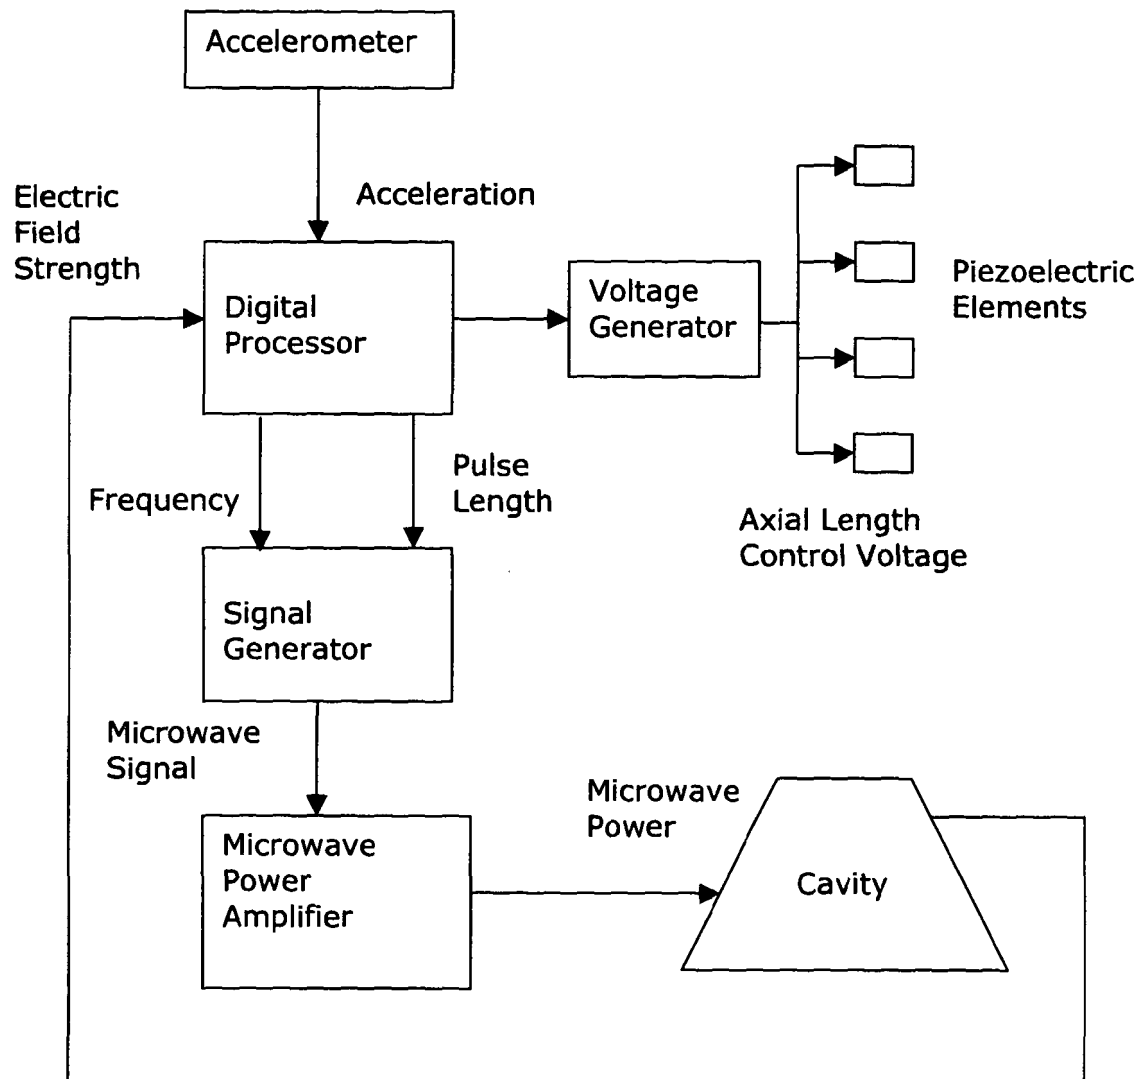 Accelerometer
Electric
Field
Strength
Acceleration
Digital
Processor
Voltage
Generator
Piezoelectric
Elements
Frequency
Pulse
Length
Axial Length
Control Voltage
Signal
Generator
Microwave
Signal
Microwave
Power
Amplifier
Microwave
Power
Cavity